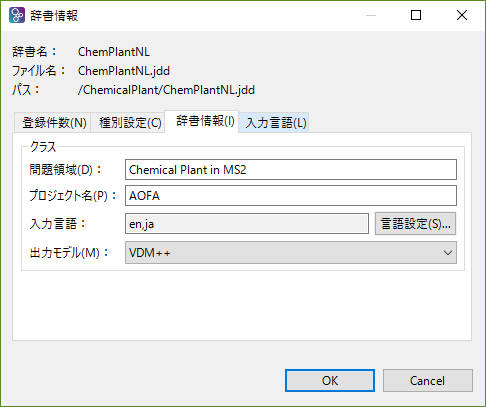 辞書情報
辞書名： ChemPlantNL
ファイル名： ChemPlantNL.jdd
パス： /ChemicalPlant/ChemPlantNL.jdd
登録件数(N) 種別設定(C) 辞書情報(I) 入力言語(L)
クラス
問題領域(D)： Chemical Plant in MS2
プロジェクト名(P)： AOFA
入力言語： en,ja 言語設定(S)...
出力モデル(M)： VDM++
OK Cancel